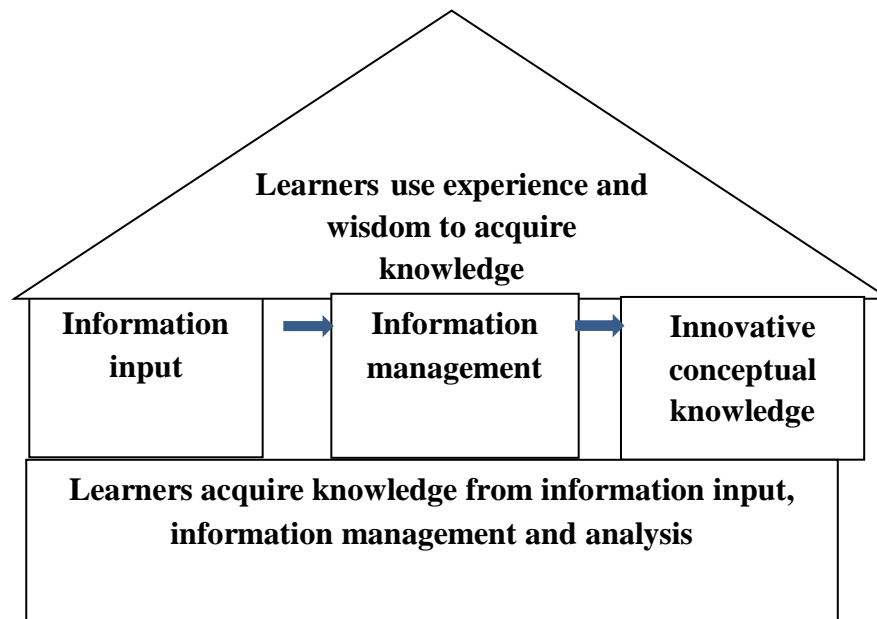 Learners use experience and
wisdom to acquire
knowledge
Information
input
Information
management
Innovative
conceptual
knowledge
Learners acquire knowledge from information input,
information management and analysis